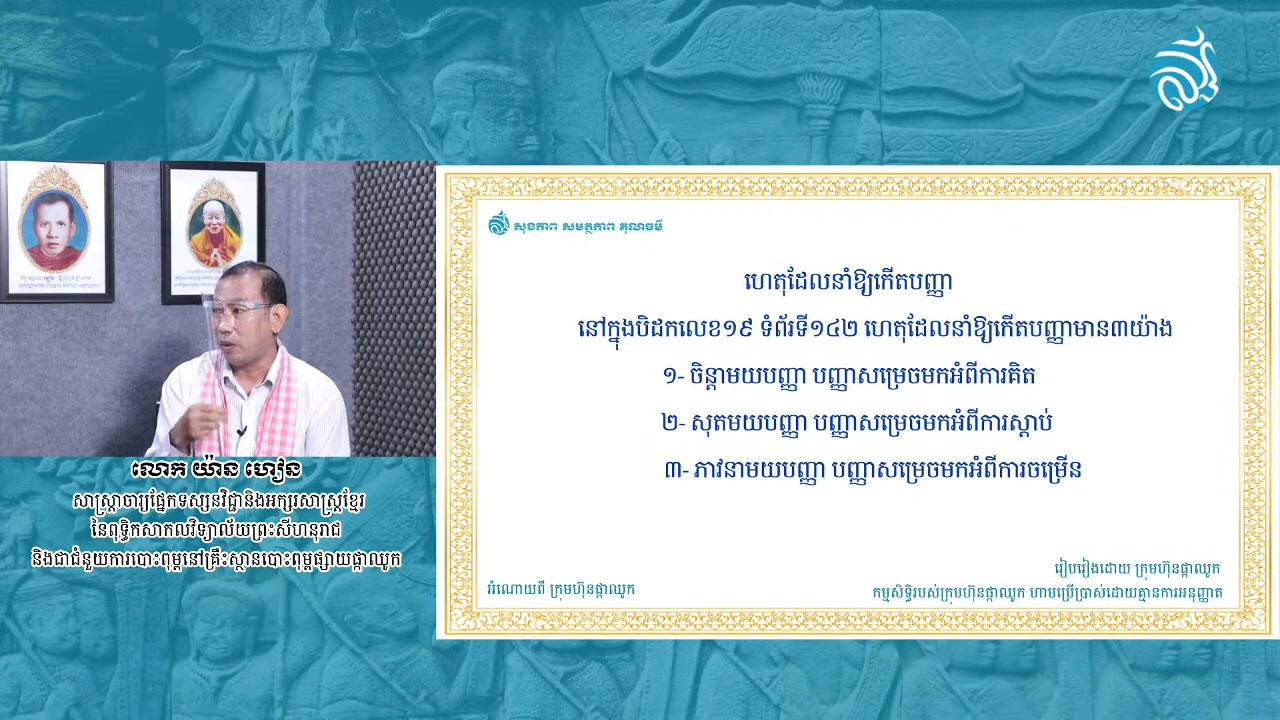 សុខភាព សមត្ថភាព គុណធម៌
ហេតុដែលនាំឱ្យកើតបញ្ញា
នៅក្នុងបិដកលេខ១៩ ទំព័រទី១៤២ ហេតុដែលនាំឱ្យកើតបញ្ញាមាន៣យ៉ាង
១- ចិន្តាមយបញ្ញា បញ្ញាសម្រេចមកអំពីការគិត
២- សុតមយបញ្ញា បញ្ញាសម្រេចមកអំពីការស្តាប់
៣- ភាវនាមយបញ្ញា បញ្ញាសម្រេចមកអំពីការចម្រើន
រៀបរៀងដោយ ក្រុមហ៊ុនផ្កាឈូក
អំណោយពី ក្រុមហ៊ុនផ្កាឈូក
កម្មសិទ្ធិរបស់ក្រុមហ៊ុនផ្កាឈូក ហាមប្រើប្រាស់ដោយគ្មានការអនុញ្ញាត
លោក យ៉ាន ហឿន
សាស្ត្រាចារ្យផ្នែកទស្សនវិជ្ជានិងអក្សរសាស្ត្រខ្មែរ
នៃពុទ្ធិកសាកលវិទ្យាល័យព្រះសីហនុរាជ
និងជាជំនួយការបោះពុម្ពនៅគ្រឹះស្ថានបោះពុម្ពផ្សាយផ្កាឈូក